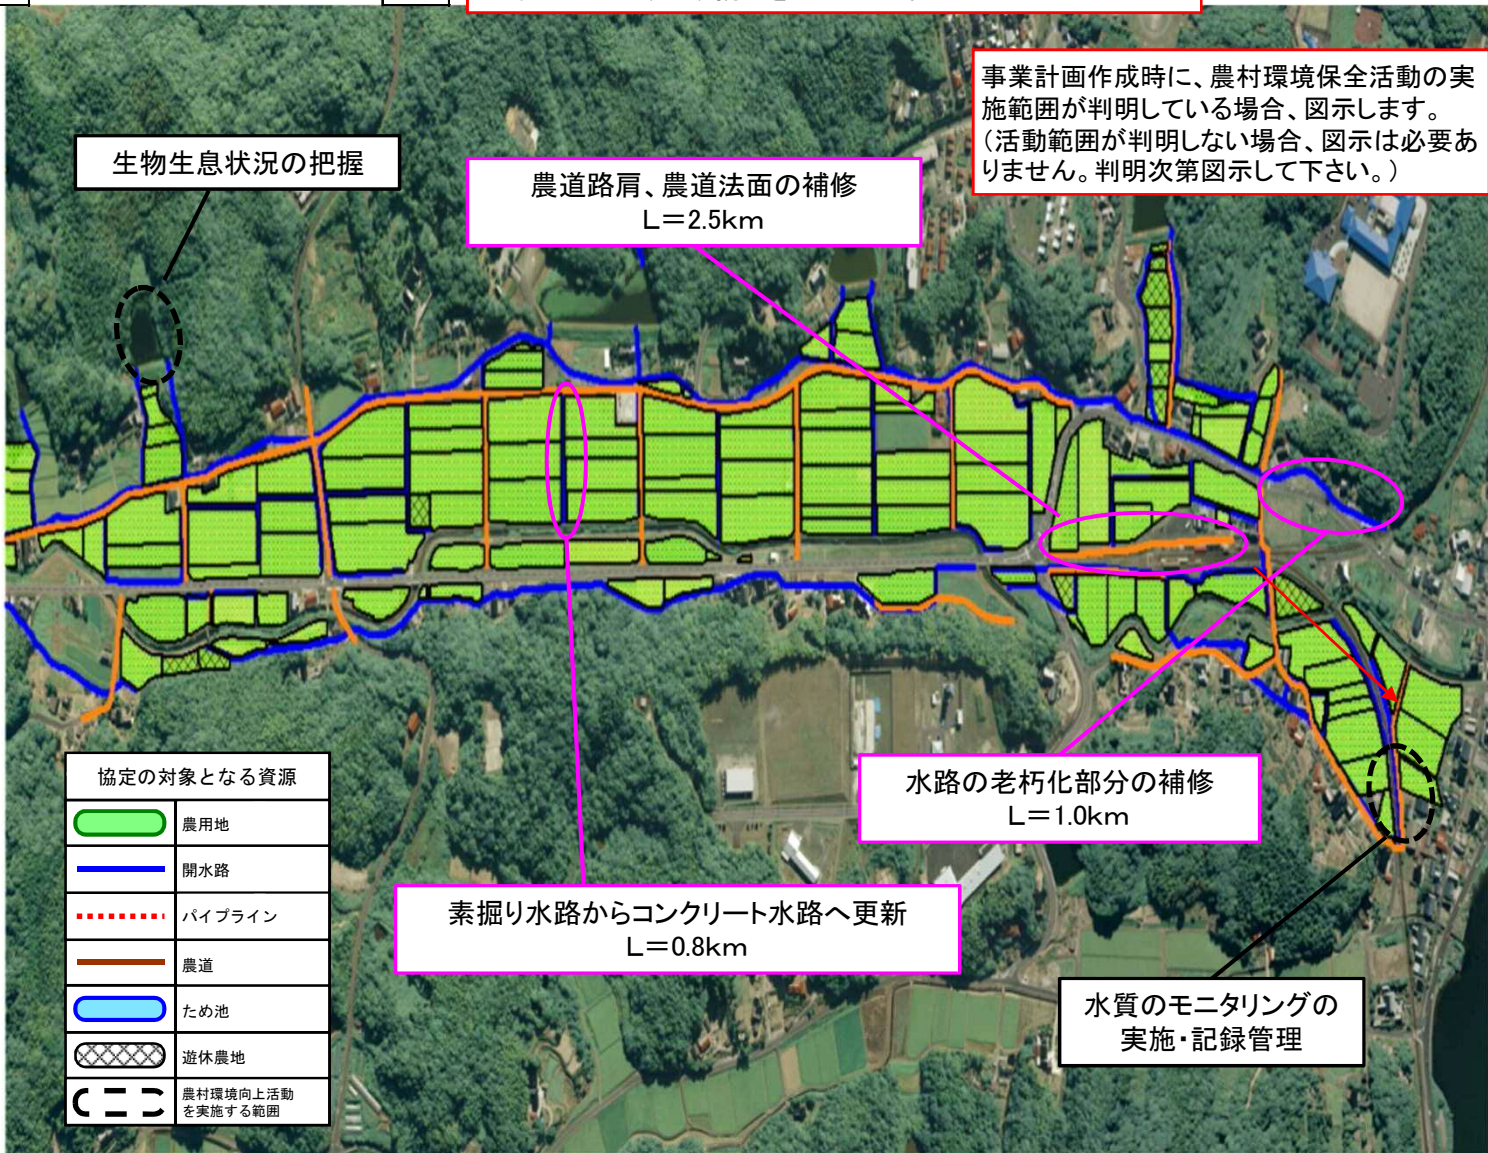 事業計画作成時に、農村環境保全活動の実
施範囲が判明している場合、図示します。
（活動範囲が判明しない場合、図示は必要あ
りません。判明次第図示して下さい。）
生物生息状況の把握
農道路肩、農道法面の補修
L＝2.5km
水路の老朽化部分の補修
L＝1.0km
素掘り水路からコンクリート水路へ更新
L＝0.8km
水質のモニタリングの
実施・記録管理
協定の対象となる資源
農用地
開水路
パイプライン
農道
ため池
遊休農地
農村環境向上活動
を実施する範囲